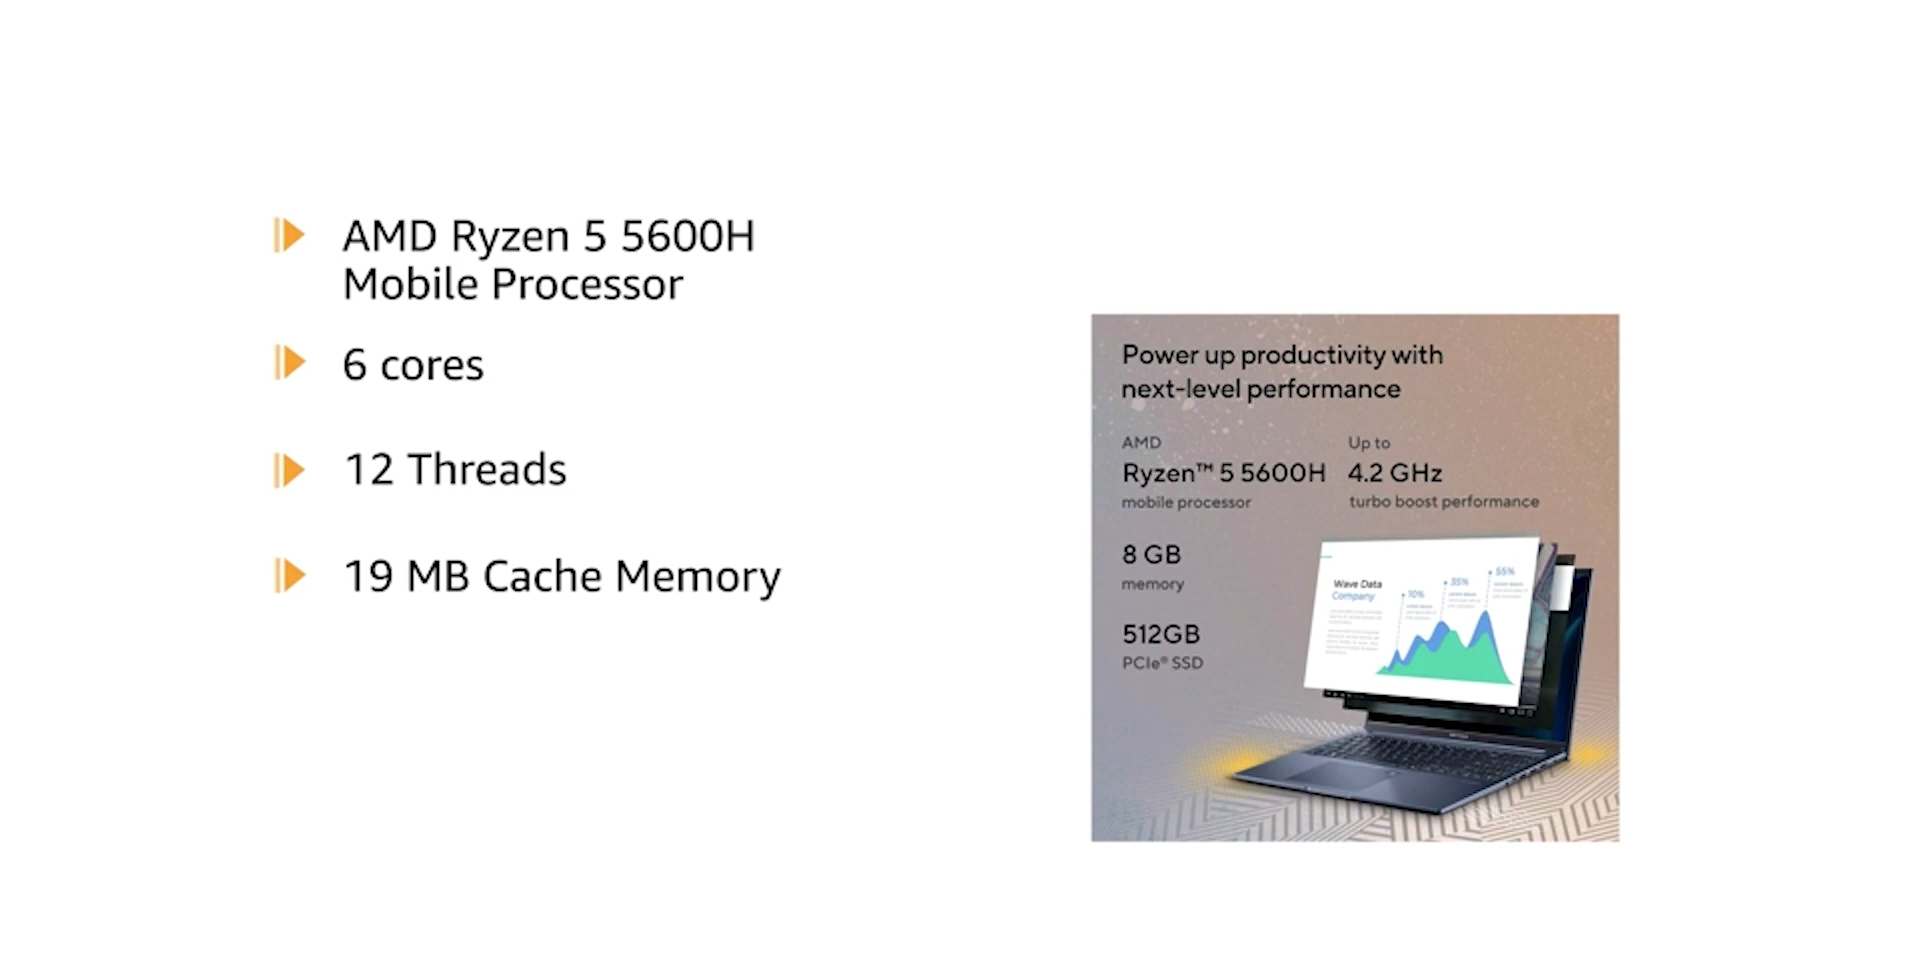 AMD Ryzen 5 5600H
Mobile Processor
6 cores
12 Threads
19 MB Cache Memory
Power up productivity with
next-level performance
AMD
Ryzen™ 5 5600H
mobile processor
Up to
4.2 GHz
turbo boost performance
8 GB
memory
512GB
PCIe® SSD
Wave Data
Company
10%
35%
55%